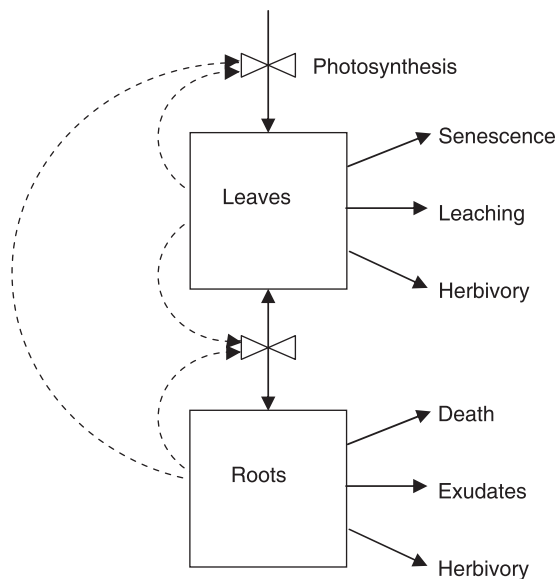 Photosynthesis
Senescence
Leaves
Leaching
Herbivory
Death
Roots
Exudates
Herbivory